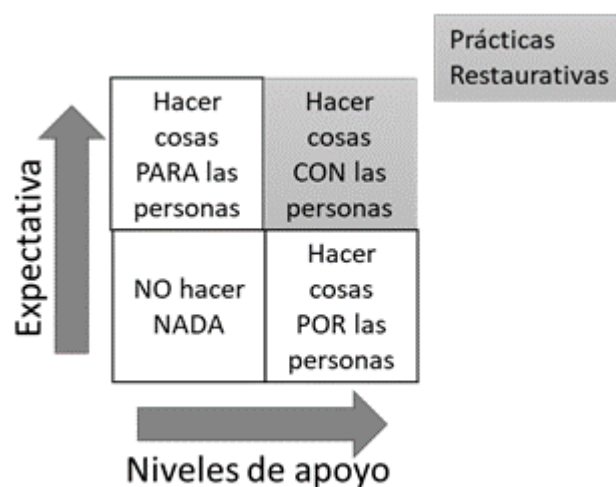 Prácticas
Restaurativas
Hacer
cosas
PARA las
personas
Hacer
cosas
CON las
personas
Expectativa
NO hacer
NADA
Hacer
cosas
POR las
personas
Niveles de apoyo